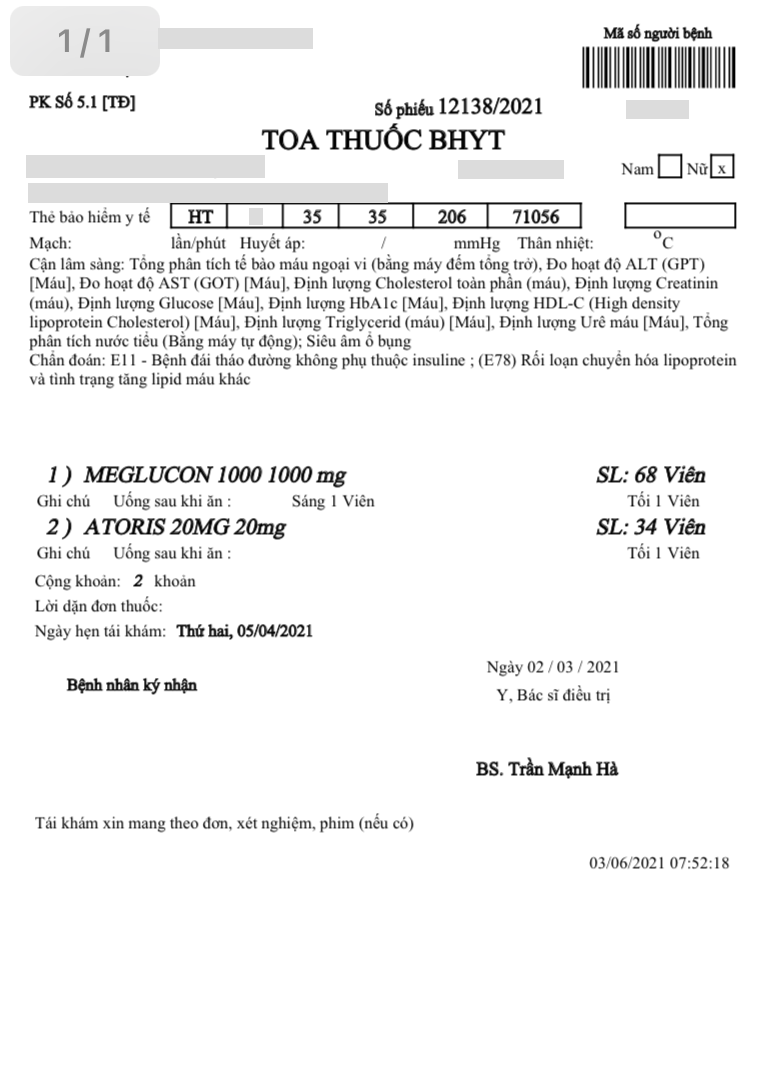 1/1
Mã số người bệnh
PK Số 5.1 [TĐ]
Số phiếu 12138/2021
TOA THUỐC BHYT
Nam Nữ x
Thẻ bảo hiểm y tế HT 35 35 206 71056
Mạch: lần/phút Huyết áp: / mmHg Thân nhiệt: °C
Cận lâm sàng: Tổng phân tích tế bào máu ngoại vi (bằng máy đếm tổng trở), Đo hoạt độ ALT (GPT)
[Máu], Đo hoạt độ AST (GOT) [Máu], Định lượng Cholesterol toàn phần (máu), Định lượng Creatinin
(máu), Định lượng Glucose [Máu], Định lượng HbA1c [Máu], Định lượng HDL-C (High density
lipoprotein Cholesterol) [Máu], Định lượng Triglycerid (máu) [Máu], Định lượng Urê máu [Máu], Tổng
phân tích nước tiểu (Bằng máy tự động); Siêu âm ổ bụng
Chẩn đoán: E11 - Bệnh đái tháo đường không phụ thuộc insuline ; (E78) Rối loạn chuyển hóa lipoprotein
và tình trạng tăng lipid máu khác
1 ) MEGLUCON 1000 1000 mg SL: 68 Viên
Ghi chú Uống sau khi ăn : Sáng 1 Viên Tối 1 Viên
2 ) ATORIS 20MG 20mg SL: 34 Viên
Ghi chú Uống sau khi ăn : Tối 1 Viên
Cộng khoản: 2 khoản
Lời dặn đơn thuốc:
Ngày hẹn tái khám: Thứ hai, 05/04/2021
Ngày 02 / 03 / 2021
Bệnh nhân ký nhận
Y, Bác sĩ điều trị
BS. Trần Mạnh Hà
Tái khám xin mang theo đơn, xét nghiệm, phim (nếu có)
03/06/2021 07:52:18